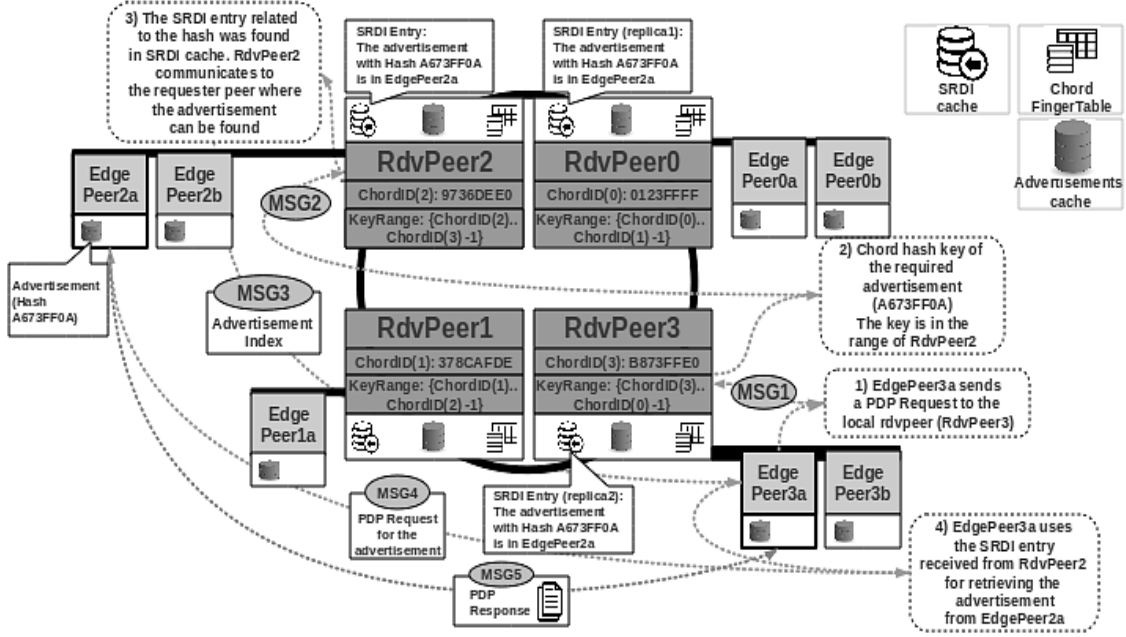 3) The SRDI entry related
to the hash was found
in SRDI cache. RdvPeer2
communicates to
the requester peer where
the advertisement
can be found
SRDI Entry:
The advertisement
with Hash A673FF0A
is in EdgePeer2a
SRDI Entry (replica1):
The advertisement
with Hash A673FF0A
is in EdgePeer2a
SRDI
cache
Chord
FingerTable
Advertisements
cache
Edge
Peer2a
Edge
Peer2b
RdvPeer2
ChordID(2): 9736DEE0
KeyRange: {ChordID(2)..
ChordID(3) -1}
RdvPeer0
ChordID(0): 0123FFFF
KeyRange: {ChordID(0)..
ChordID(1) -1}
Edge
Peer0a
Edge
Peer0b
MSG2
Advertisement
(Hash
A673FF0A)
MSG3
Advertisement
Index
2) Chord hash key of
the required
advertisement
(A673FF0A)
The key is in the
range of RdvPeer2
RdvPeer1
ChordID(1): 378CAFDE
KeyRange: {ChordID(1)..
ChordID(2) -1}
RdvPeer3
ChordID(3): B873FFE0
KeyRange: {ChordID(3)..
ChordID(0) -1}
MSG1
1) EdgePeer3a sends
a PDP Request to the
local rdvpeer (RdvPeer3)
Edge
Peer1a
Edge
Peer3a
Edge
Peer3b
MSG4
PDP Request
for the
advertisement
SRDI Entry (replica2):
The advertisement
with Hash A673FF0A
is in EdgePeer2a
4) EdgePeer3a uses
the SRDI entry
received from RdvPeer2
for retrieving the
advertisement
from EdgePeer2a
MSG5
PDP
Response